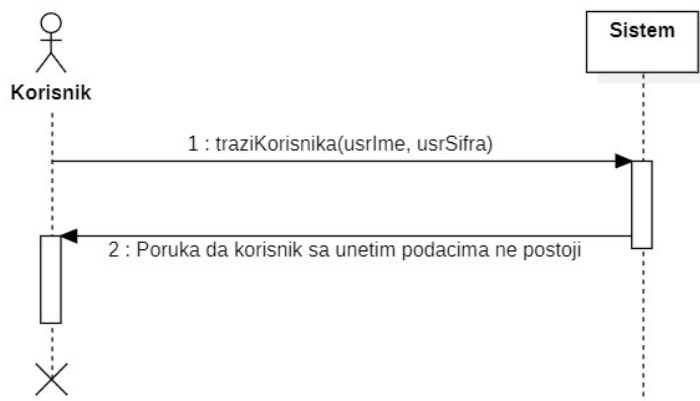 Sistem
Korisnik
1 : traziKorisnika(usrIme, usrSifra)
2 : Poruka da korisnik sa unetim podacima ne postoji